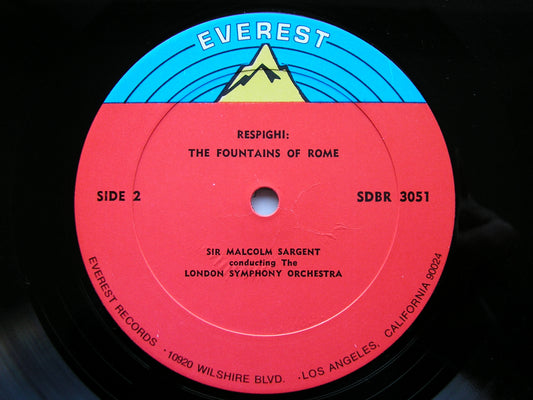 EVEREST
RESPIGHI:
THE FOUNTAINS OF ROME
SIDE 2
SDBR 3051
SIR MALCOLM SARGENT
conducting The
LONDON SYMPHONY ORCHESTRA
EVEREST RECORDS · 10920 WILSHIRE BLVD. · LOS ANGELES, CALIFORNIA 90024